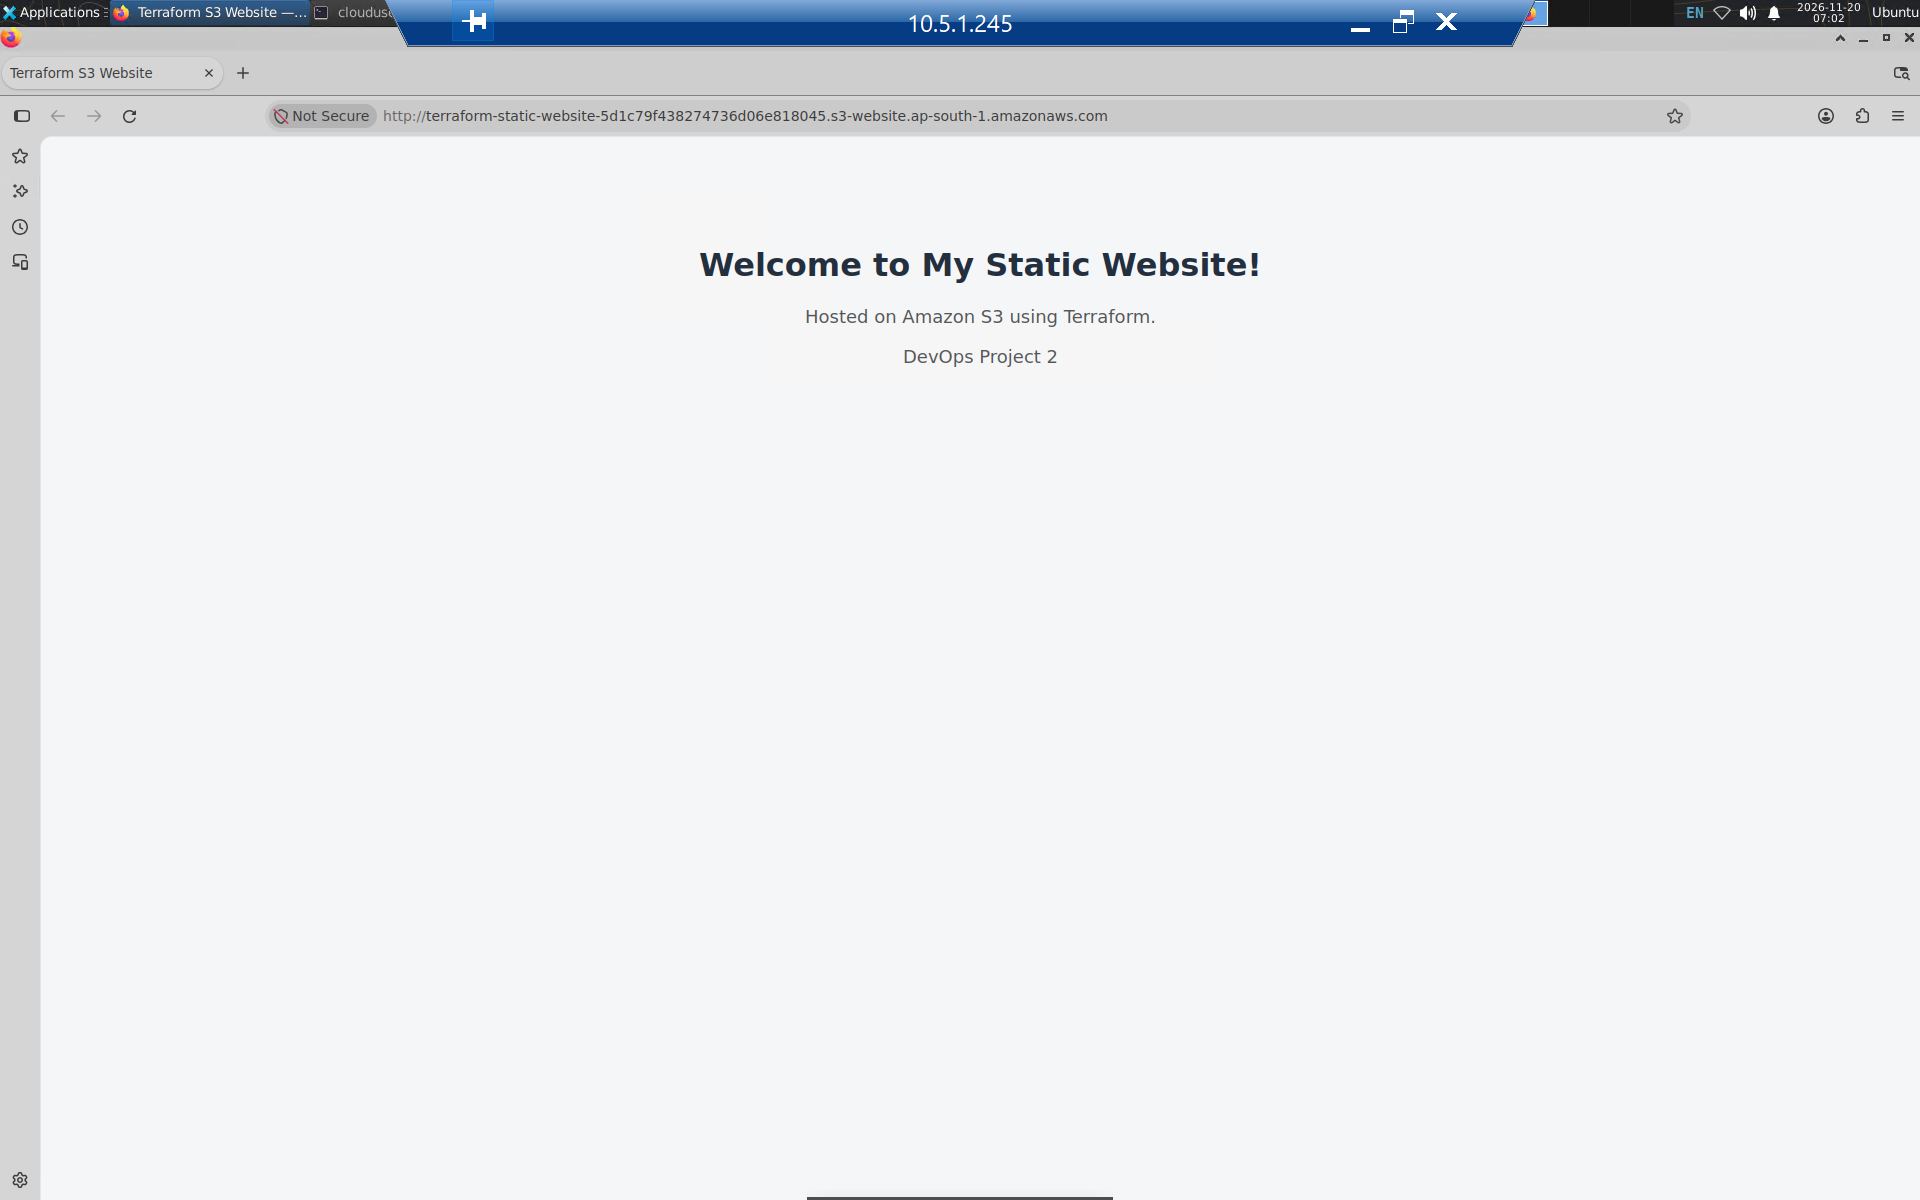 Applications
Terraform S3 Website —...
10.5.1.245
EN
2026-11-20
07:02
Ubuntu
Terraform S3 Website
Not Secure
http://terraform-static-website-5d1c79f438274736d06e818045.s3-website.ap-south-1.amazonaws.com
Welcome to My Static Website!
Hosted on Amazon S3 using Terraform.
DevOps Project 2